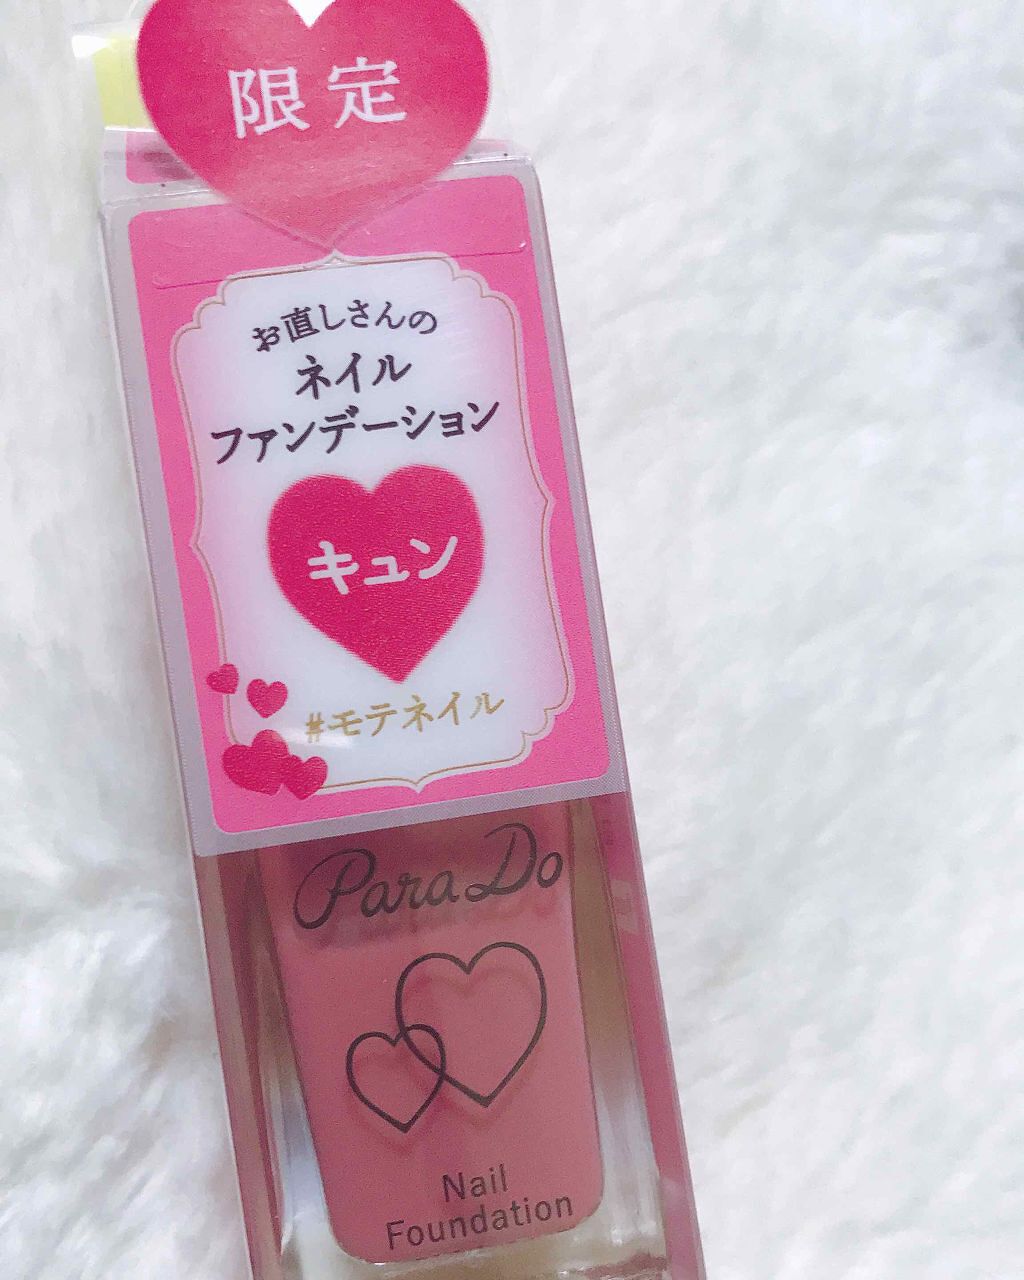 限定
お直しさんの
ネイル
ファンデーション
キュン
#モテネイル
ParaDo
Nail
Foundation